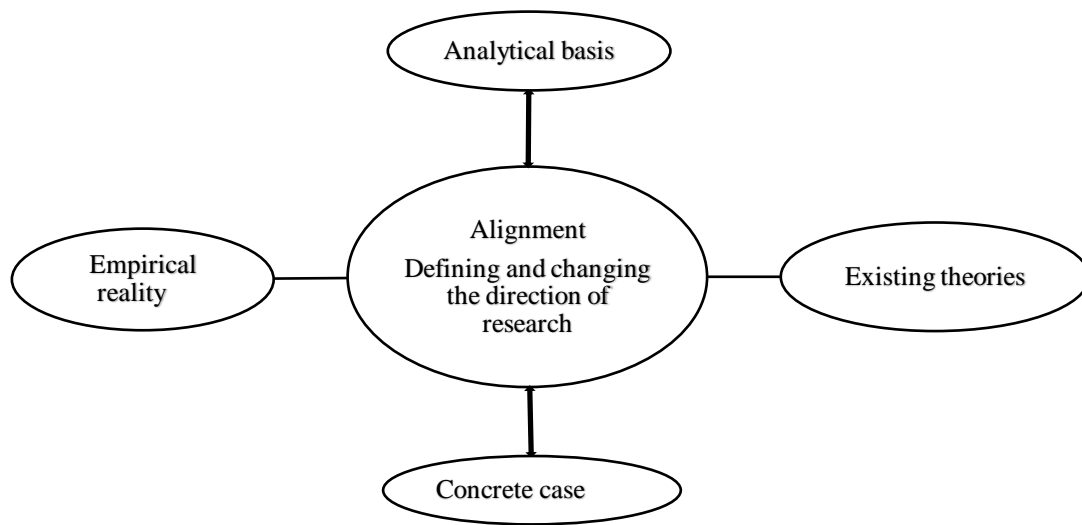 Analytical basis
Alignment
Defining and changing
the direction of
research
Empirical
reality
Existing theories
Concrete case